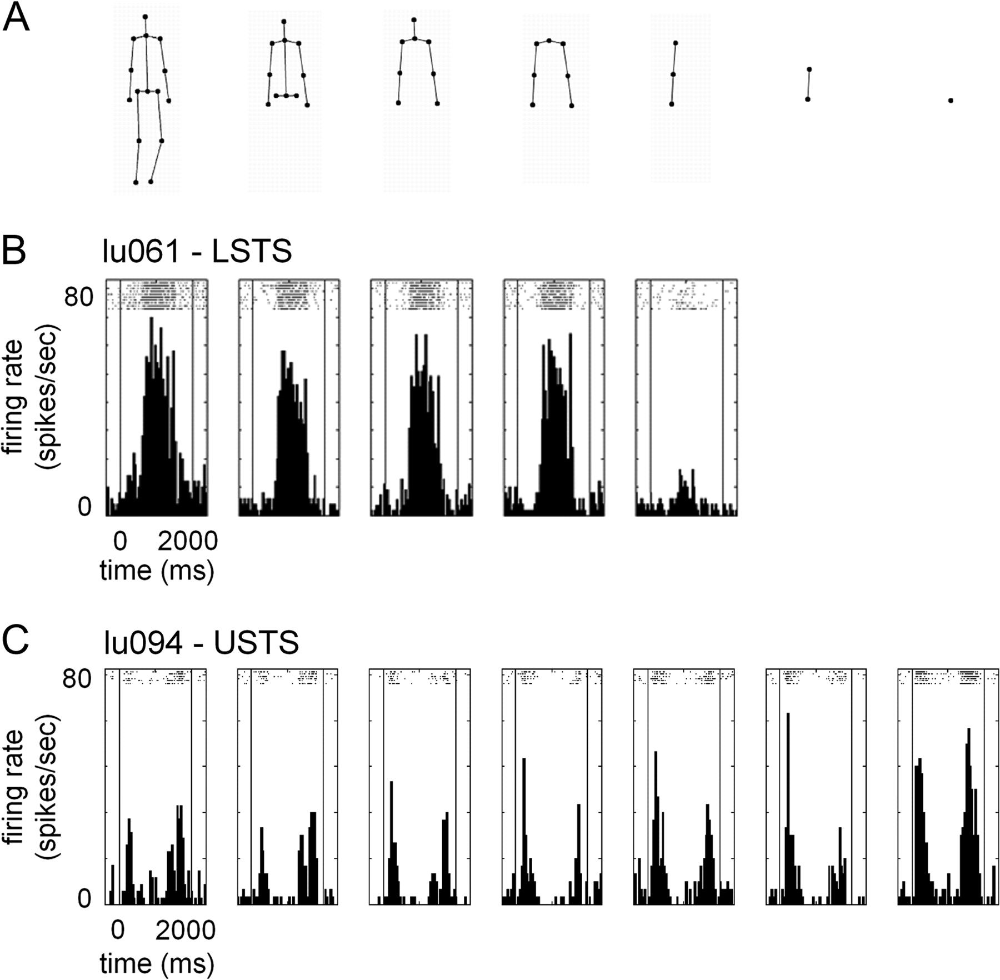 A
B
lu061 - LSTS
80
firing rate
(spikes/sec)
0
0 2000
time (ms)
C
lu094 - USTS
80
firing rate
(spikes/sec)
0
0 2000
time (ms)